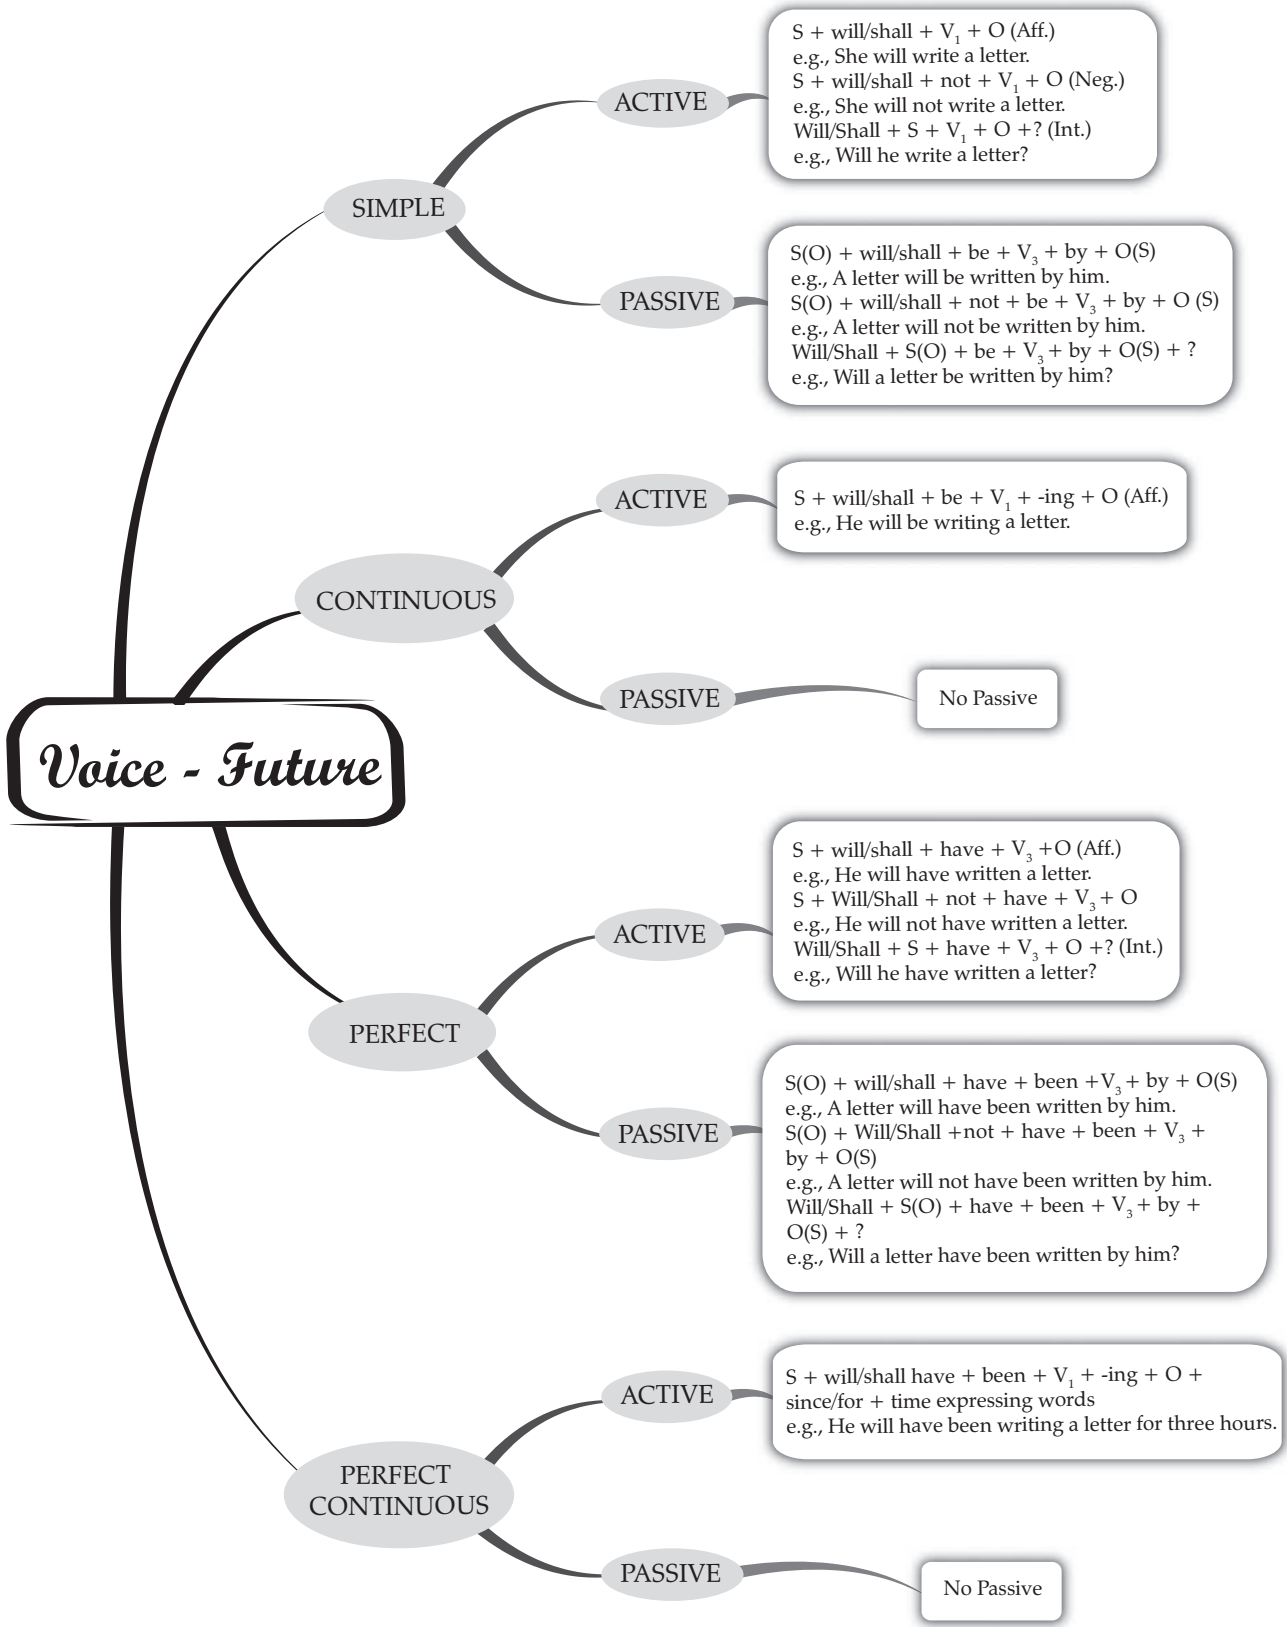 Voice - Future
SIMPLE
ACTIVE
S + will/shall + V₁ + O (Aff.)
e.g., She will write a letter.
S + will/shall + not + V₁ + O (Neg.)
e.g., She will not write a letter.
Will/Shall + S + V₁ + O +? (Int.)
e.g., Will he write a letter?
PASSIVE
S(O) + will/shall + be + V₃ + by + O(S)
e.g., A letter will be written by him.
S(O) + will/shall + not + be + V₃ + by + O (S)
e.g., A letter will not be written by him.
Will/Shall + S(O) + be + V₃ + by + O(S) + ?
e.g., Will a letter be written by him?
CONTINUOUS
ACTIVE
S + will/shall + be + V₁ + -ing + O (Aff.)
e.g., He will be writing a letter.
PASSIVE
No Passive
PERFECT
ACTIVE
S + will/shall + have + V₃ +O (Aff.)
e.g., He will have written a letter.
S + Will/Shall + not + have + V₃ + O
e.g., He will not have written a letter.
Will/Shall + S + have + V₃ + O +? (Int.)
e.g., Will he have written a letter?
PASSIVE
S(O) + will/shall + have + been +V₃ + by + O(S)
e.g., A letter will have been written by him.
S(O) + Will/Shall +not + have + been + V₃ +
by + O(S)
e.g., A letter will not have been written by him.
Will/Shall + S(O) + have + been + V₃ + by +
O(S) + ?
e.g., Will a letter have been written by him?
PERFECT
CONTINUOUS
ACTIVE
S + will/shall have + been + V₁ + -ing + O +
since/for + time expressing words
e.g., He will have been writing a letter for three hours.
PASSIVE
No Passive